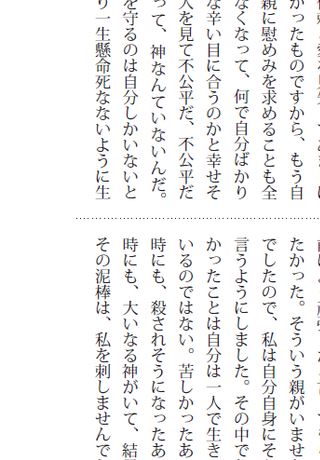 かったものですから、もう自
親に慰めみを求めることも全
なくなって、何で自分ばかり
な辛い目に合うのかと幸せそ
人を見て不公平だ、不公平だ
って、神なんていないんだ。
を守るのは自分しかいないと
り一生懸命死なないように生
たかった。そういう親がいませ
でしたので、私は自分自身にそ
言うようにしました。その中で
かったことは自分は一人で生き
いるのではない。苦しかったあ
時にも、殺されそうになったあ
時にも、大いなる神がいて、結
その泥棒は、私を刺しませんで